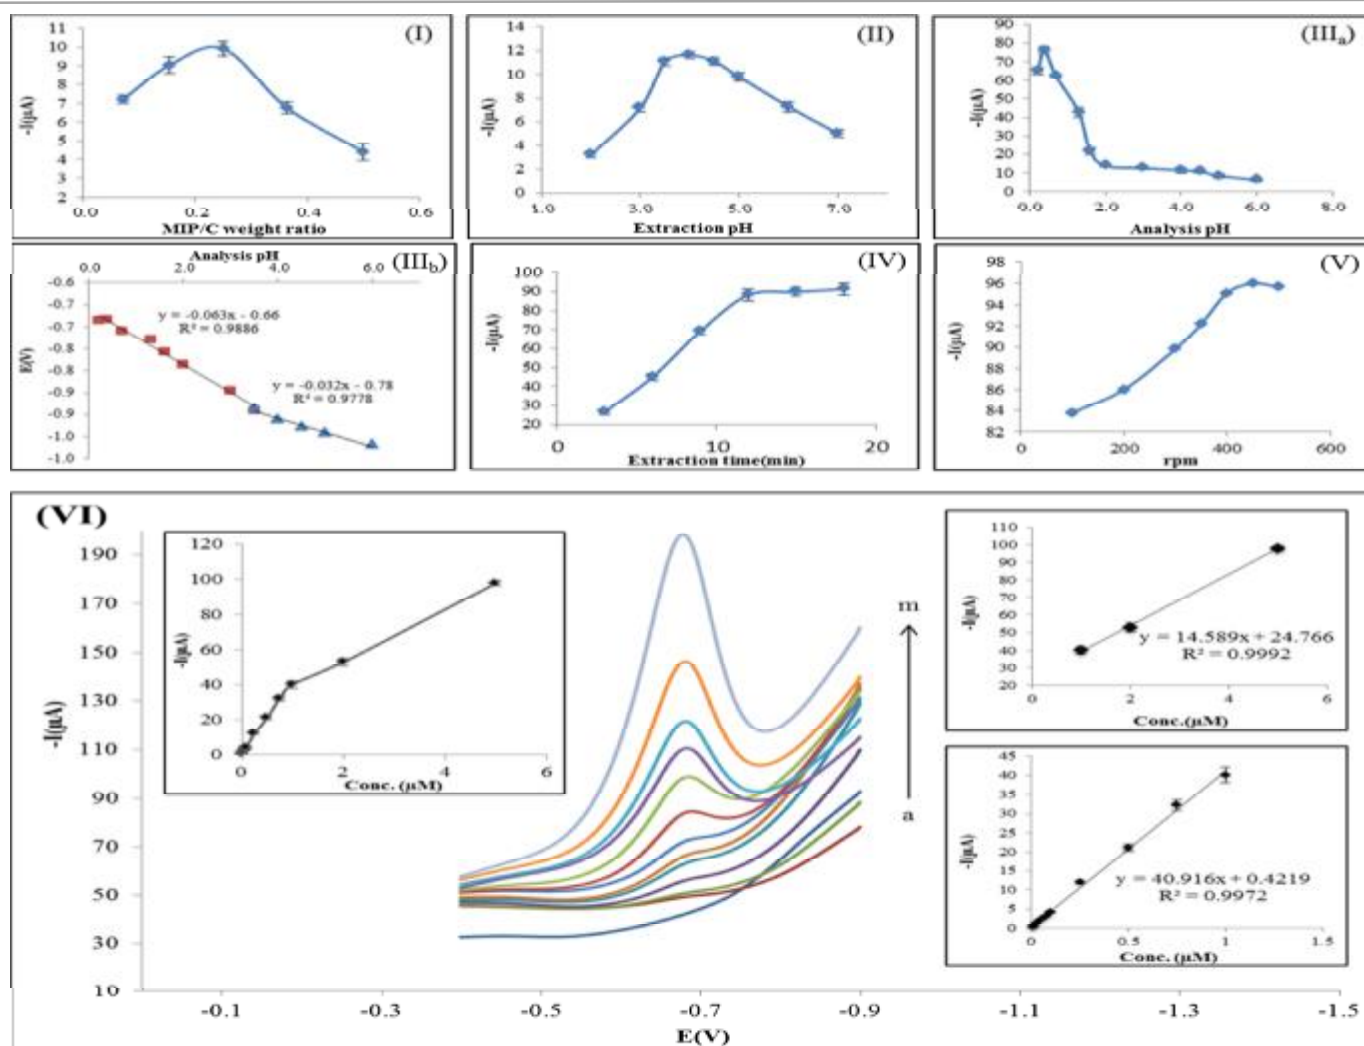 (I)
-I(µA)
11
10
9
8
7
6
5
4
3
2
0.0 0.2 0.4 0.6
MIP/C weight ratio
(II)
-I(µA)
14
12
10
8
6
4
2
0
1.0 3.0 5.0 7.0
Extraction pH
(IIIa)
-I(µA)
90
80
70
60
50
40
30
20
10
0
0.0 2.0 4.0 6.0 8.0
Analysis pH
(IIIb)
Analysis pH
0.0 2.0 4.0 6.0
E(V)
-0.6
-0.6
-0.7
-0.7
-0.8
-0.8
-0.9
-0.9
-1.0
-1.0
y = -0.063x - 0.66
R² = 0.9886
y = -0.032x - 0.78
R² = 0.9778
(IV)
-I(µA)
100
90
80
70
60
50
40
30
20
0 10 20
Extraction time(min)
(V)
-I(µA)
98
96
94
92
90
88
86
84
82
0 200 400 600
rpm
(VI)
-I(µA)
190
170
150
130
110
90
70
50
30
10
-0.1 -0.3 -0.5 -0.7 -0.9 -1.1 -1.3 -1.5
E(V)
-I(µA)
120
100
80
60
40
20
0
0 2 4 6
Conc. (µM)
m
a
-I(µA)
110
100
90
80
70
60
50
40
30
20
y = 14.589x + 24.766
R² = 0.9992
0 2 4 6
Conc.(µM)
-I(µA)
45
40
35
30
25
20
15
10
5
0
y = 40.916x + 0.4219
R² = 0.9972
0 0.5 1 1.5
Conc. (µM)